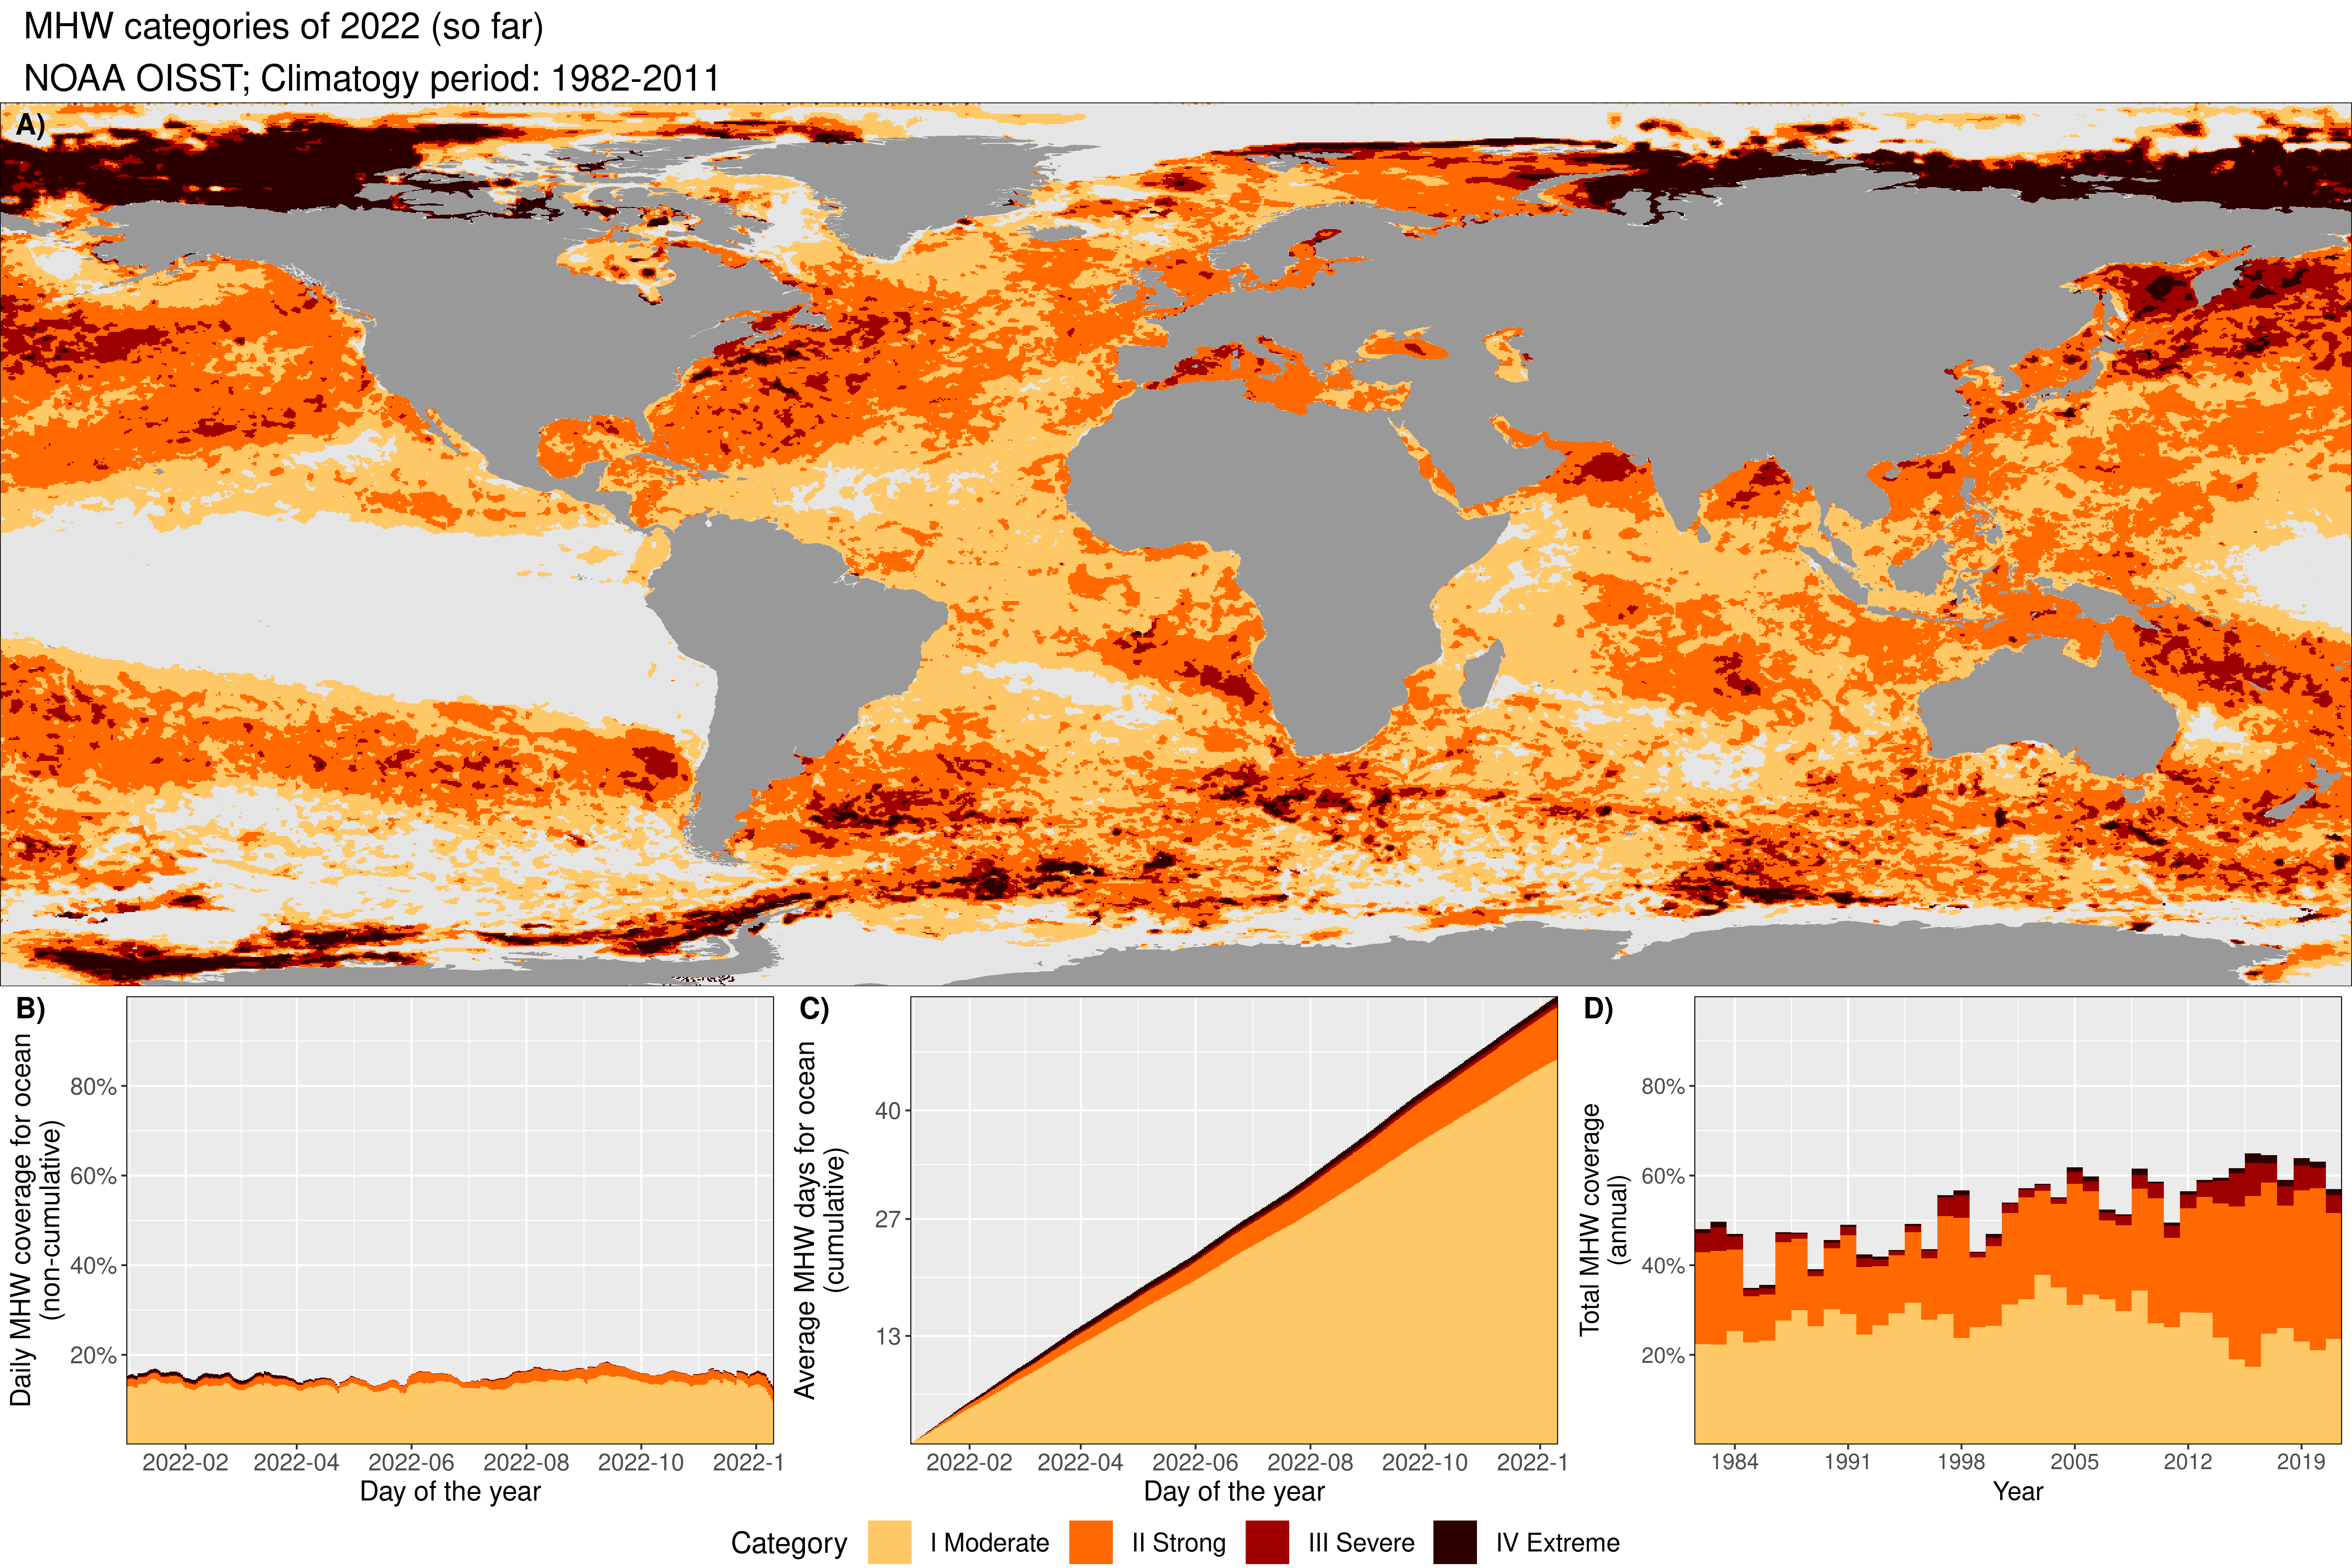 MHW categories of 2022 (so far)
NOAA OISST; Climatogy period: 1982-2011
A)
B)
Daily MHW coverage for ocean
(non-cumulative)
80%
60%
40%
20%
2022-02 2022-04 2022-06 2022-08 2022-10 2022-1
Day of the year
C)
Average MHW days for ocean
(cumulative)
40
27
13
2022-02 2022-04 2022-06 2022-08 2022-10 2022-1
Day of the year
D)
Total MHW coverage
(annual)
80%
60%
40%
20%
1984 1991 1998 2005 2012 2019
Year
Category I Moderate II Strong III Severe IV Extreme